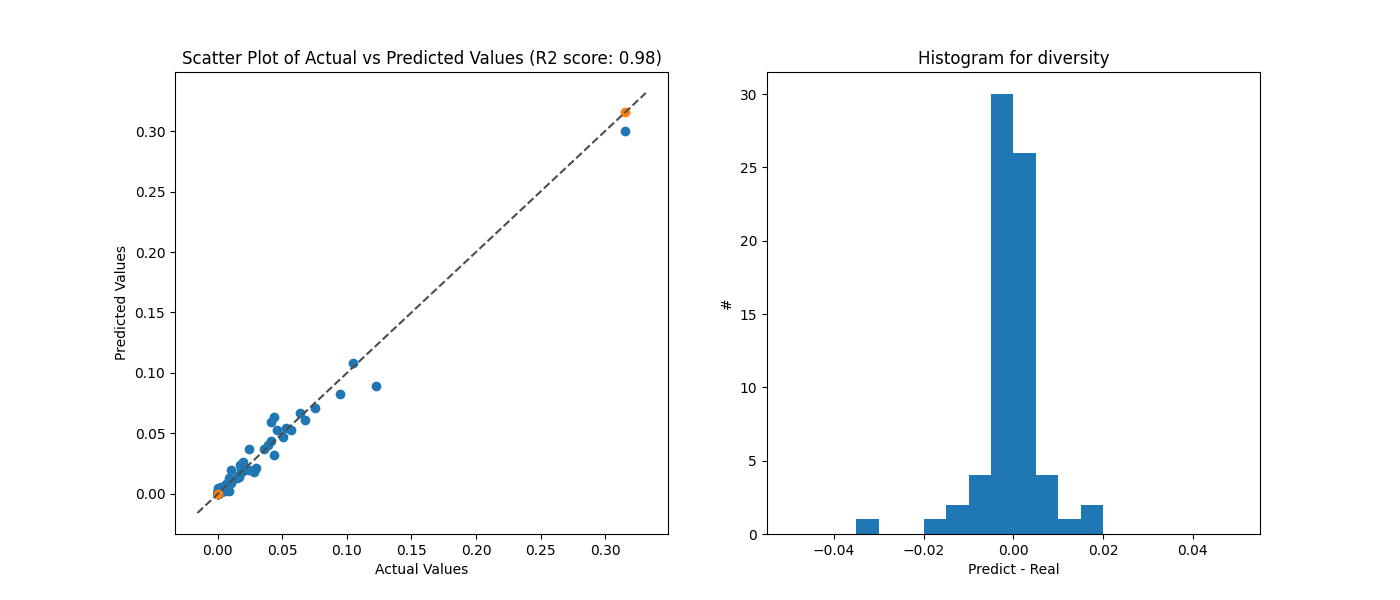 Scatter Plot of Actual vs Predicted Values (R2 score: 0.98)
0.30
0.25
0.20
0.15
0.10
0.05
0.00
Predicted Values
0.00 0.05 0.10 0.15 0.20 0.25 0.30
Actual Values
Histogram for diversity
30
25
20
15
10
5
0
#
−0.04 −0.02 0.00 0.02 0.04
Predict - Real